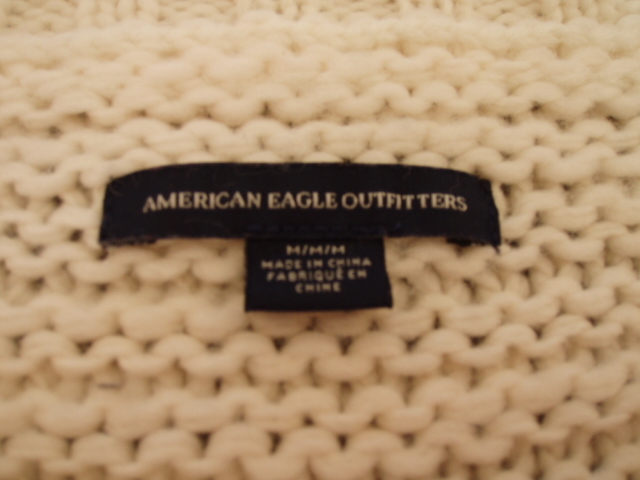 AMERICAN EAGLE OUTFITTERS
M/M/M
MADE IN CHINA
FABRIQUÉ EN
CHINE